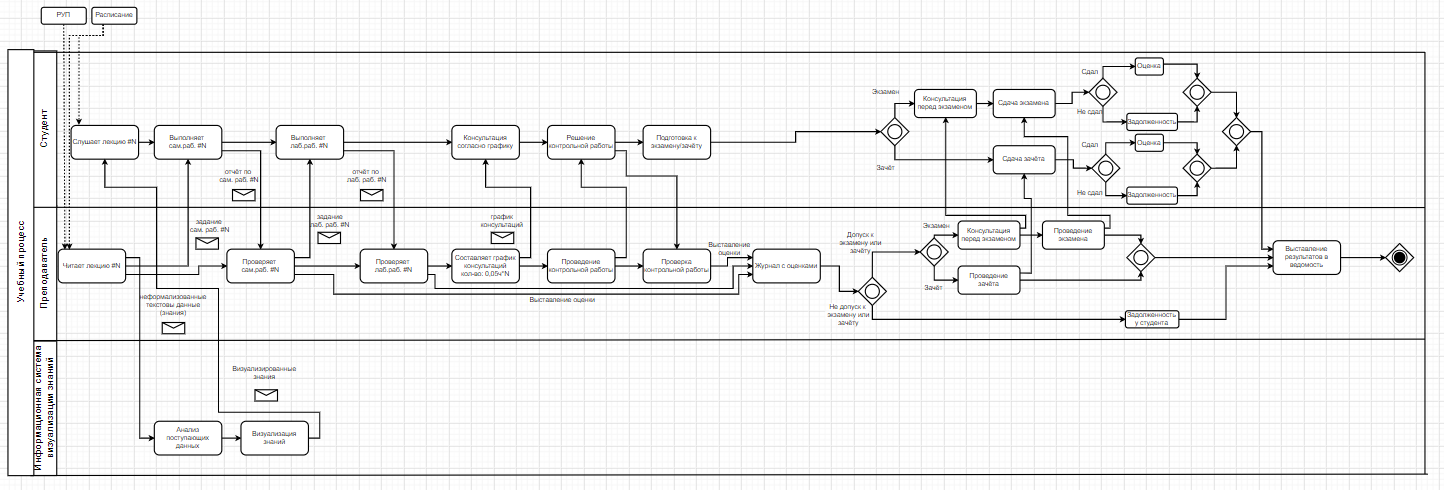 РУП
Расписание
Учебный процесс
Студент
Слушает лекцию #N
Выполняет
сам.раб. #N
Выполняет
лаб.раб. #N
Консультация
согласно графику
Решение
контрольной работы
Подготовка к
экзамену/зачёту
Экзамен
Зачёт
Консультация
перед экзаменом
Сдача экзамена
Сдача зачёта
Сдал
Не сдал
Оценка
Задолженность
Сдал
Не сдал
Оценка
Задолженность
отчёт по
сам. раб. #N
отчёт по
лаб. раб. #N
Преподаватель
задание
сам. раб. #N
задание
лаб. раб. #N
график
консультаций
Читает лекцию #N
Проверяет
сам.раб. #N
Проверяет
лаб.раб. #N
Составляет график
консультаций
кол-во: 0,05ч*N
Проведение
контрольной работы
Проверка
контрольной работы
Выставление
оценки
Журнал с оценками
Выставление оценки
Допуск к
экзамену или
зачёту
Не допуск к
экзамену или
зачёту
Экзамен
Зачёт
Консультация
перед экзаменом
Проведение
экзамена
Проведение
зачёта
Задолженность
у студента
Выставление
результатов в
ведомость
неформализованные
текстовы данные
(знания)
Информационная система
визуализации знаний
Визуализированные
знания
Анализ
поступающих
данных
Визуализация
знаний